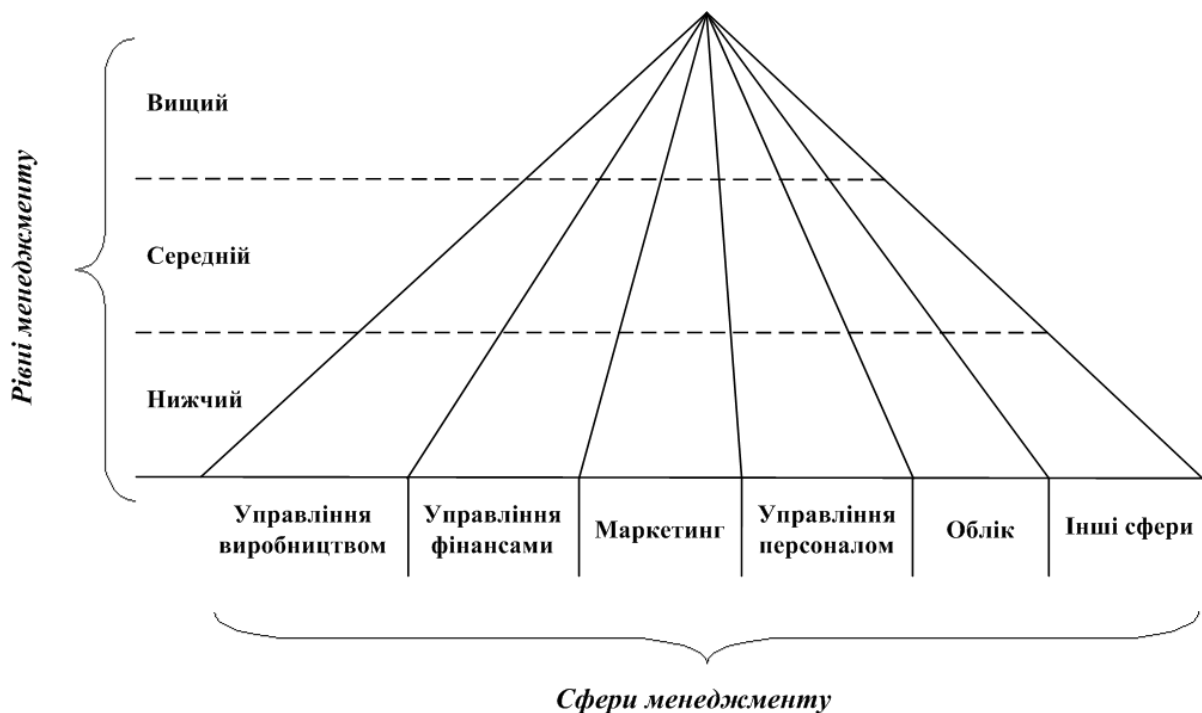 Рівні менеджменту
Вищий
Середній
Нижчий
Управління
виробництвом
Управління
фінансами
Маркетинг
Управління
персоналом
Облік
Інші сфери
Сфери менеджменту